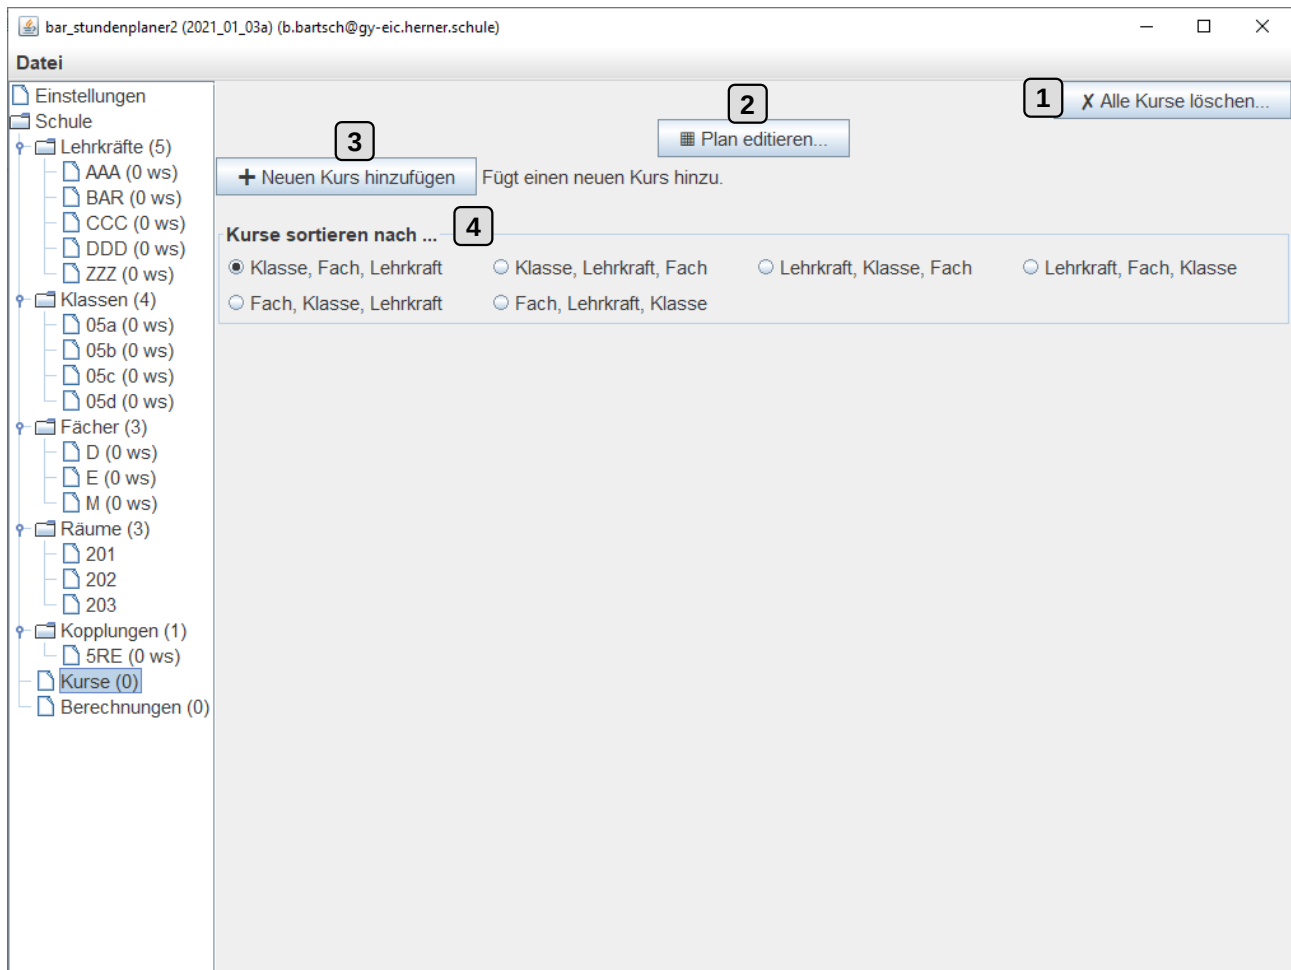 bar_stundenplaner2 (2021_01_03a) (b.bartsch@gy-eic.herner.schule)
Datei
Einstellungen
Schule
Lehrkräfte (5)
AAA (0 ws)
BAR (0 ws)
CCC (0 ws)
DDD (0 ws)
ZZZ (0 ws)
Klassen (4)
05a (0 ws)
05b (0 ws)
05c (0 ws)
05d (0 ws)
Fächer (3)
D (0 ws)
E (0 ws)
M (0 ws)
Räume (3)
201
202
203
Kopplungen (1)
5RE (0 ws)
Kurse (0)
Berechnungen (0)
1
✗ Alle Kurse löschen...
2
Plan editieren...
3
+ Neuen Kurs hinzufügen Fügt einen neuen Kurs hinzu.
Kurse sortieren nach ... 4
Klasse, Fach, Lehrkraft Klasse, Lehrkraft, Fach Lehrkraft, Klasse, Fach Lehrkraft, Fach, Klasse
Fach, Klasse, Lehrkraft Fach, Lehrkraft, Klasse